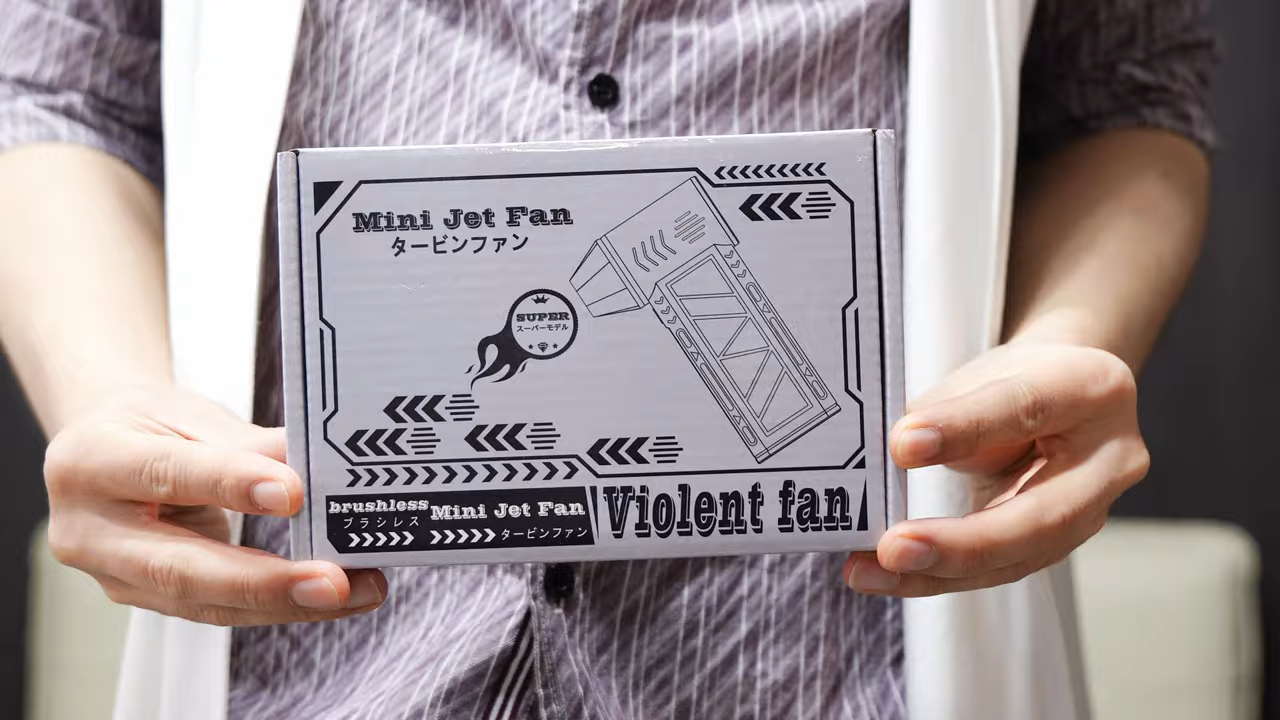 Mini Jet Fan
タービンファン
SUPER
スーパーモデル
brushless
ブラシレス
Mini Jet Fan
タービンファン
Violent fan